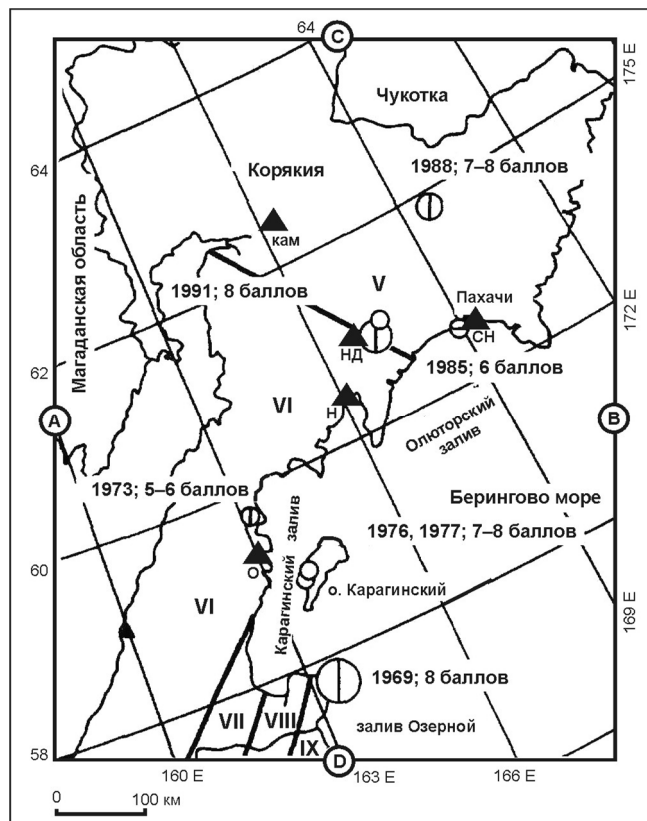 64
C
175 E
Чукотка
1988; 7–8 баллов
Корякия
64
кам
Магаданская область
V
1991; 8 баллов
Пахачи
172 E
НД
СН
1985; 6 баллов
62
VI
Н
A
B
Олюторский
залив
1973; 5–6 баллов
Берингово море
1976, 1977; 7–8 баллов
Карагинский залив
О
60
о. Карагинский
VI
169 E
1969; 8 баллов
VII
VIII
залив Озерной
IX
58
D
160 E
163 E
166 E
0
100 км